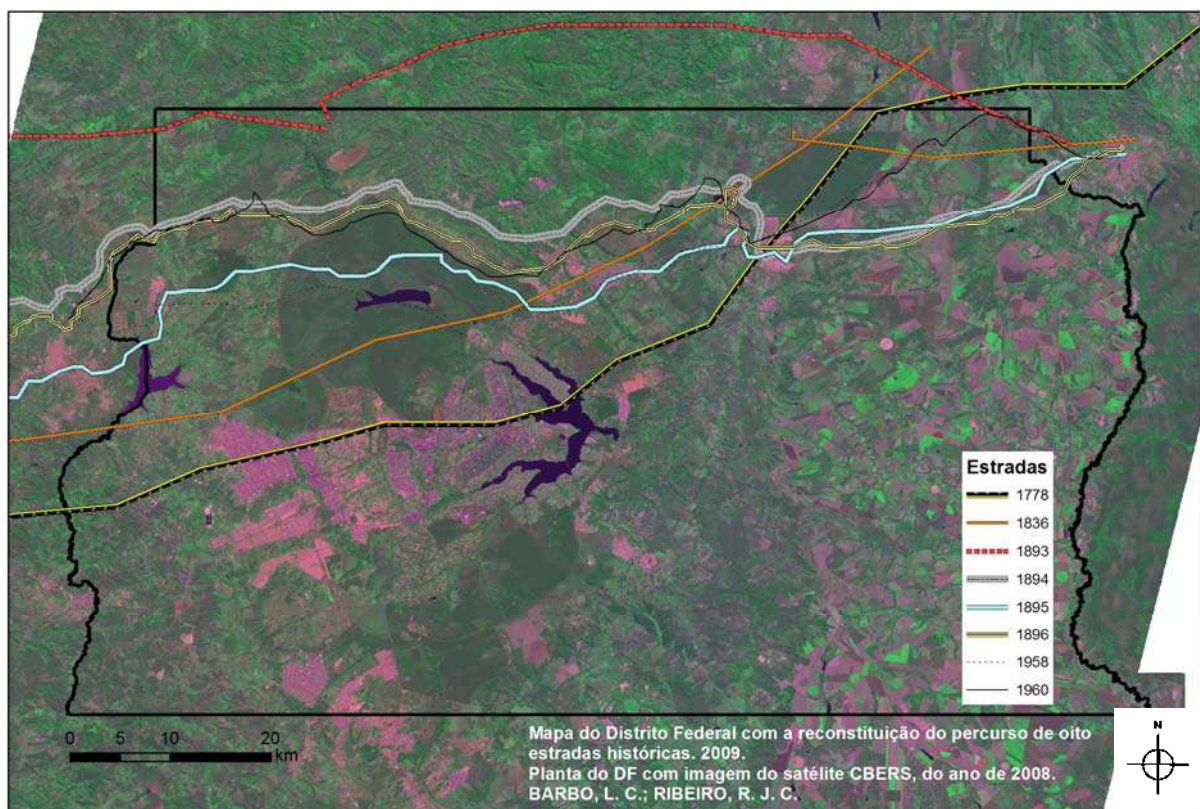 Estradas
1778
1836
1893
1894
1895
1896
1958
1960
0 5 10 20
km
Mapa do Distrito Federal com a reconstituição do percurso de oito
estradas históricas. 2009.
Planta do DF com imagem do satélite CBERS, do ano de 2008.
BARBO, L. C.; RIBEIRO, R. J. C.
N